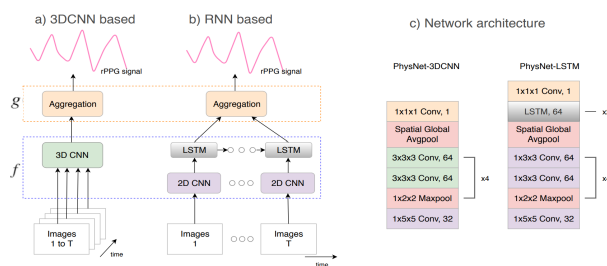 a) 3DCNN based
b) RNN based
c) Network architecture
rPPG signal
rPPG signal
g
Aggregation
Aggregation
f
3D CNN
LSTM
LSTM
2D CNN
2D CNN
Images
1 to T
time
Images
1
Images
T
time
PhysNet-3DCNN
1x1x1 Conv, 1
Spatial Global
Avgpool
3x3x3 Conv, 64
3x3x3 Conv, 64
1x2x2 Maxpool
1x5x5 Conv, 32
x4
PhysNet-LSTM
1x1x1 Conv, 1
LSTM, 64
Spatial Global
Avgpool
1x3x3 Conv, 64
1x3x3 Conv, 64
1x2x2 Maxpool
1x5x5 Conv, 32